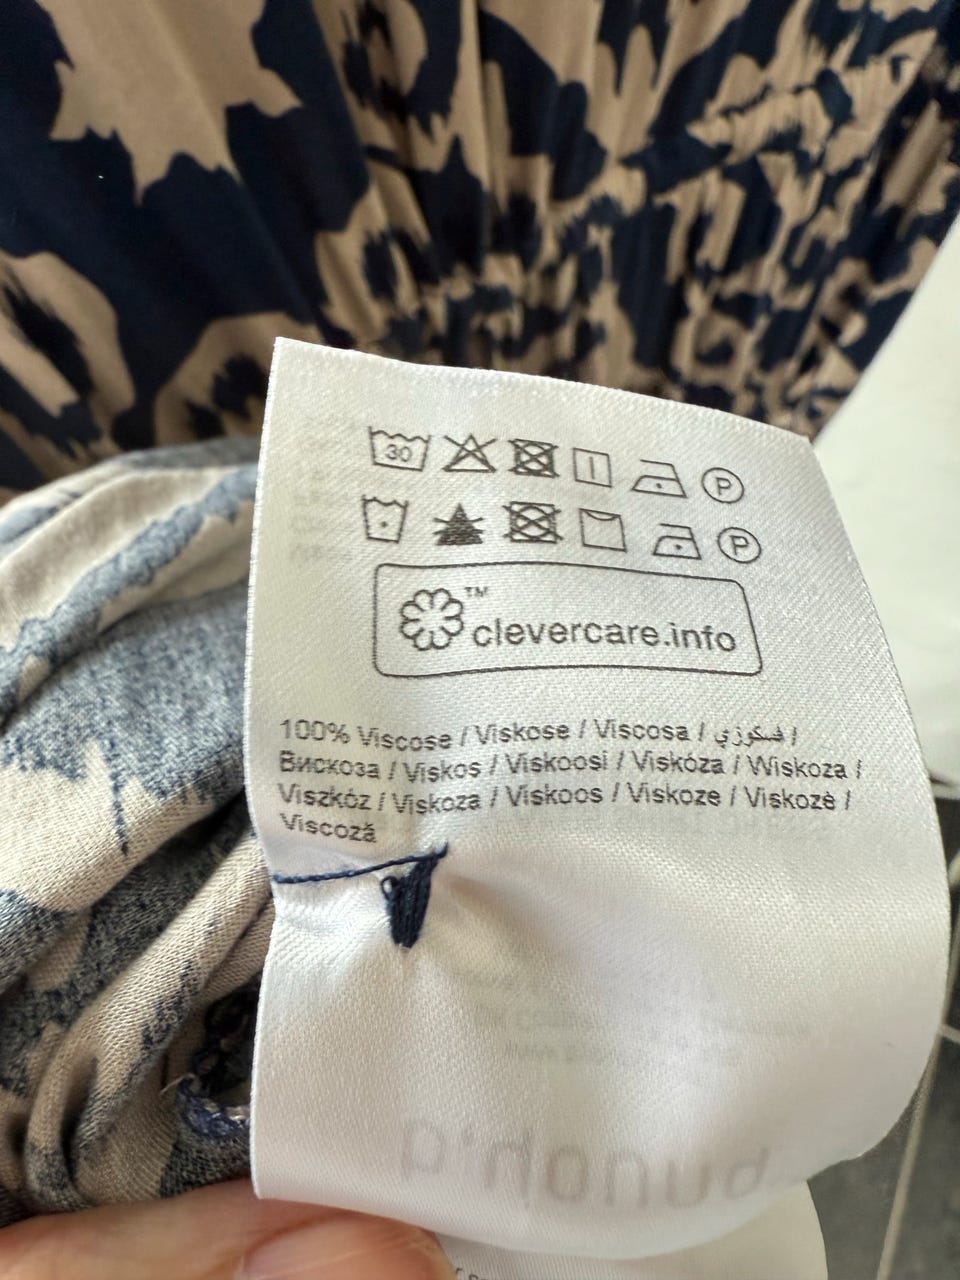 30 P
P
TM
clevercare.info
100% Viscose / Viskose / Viscosa / فسكوزي /
Вискоза / Viskos / Viskoosi / Viskóza / Wiskoza /
Viszkóz / Viskoza / Viskoos / Viskoze / Viskozė /
Viscoză